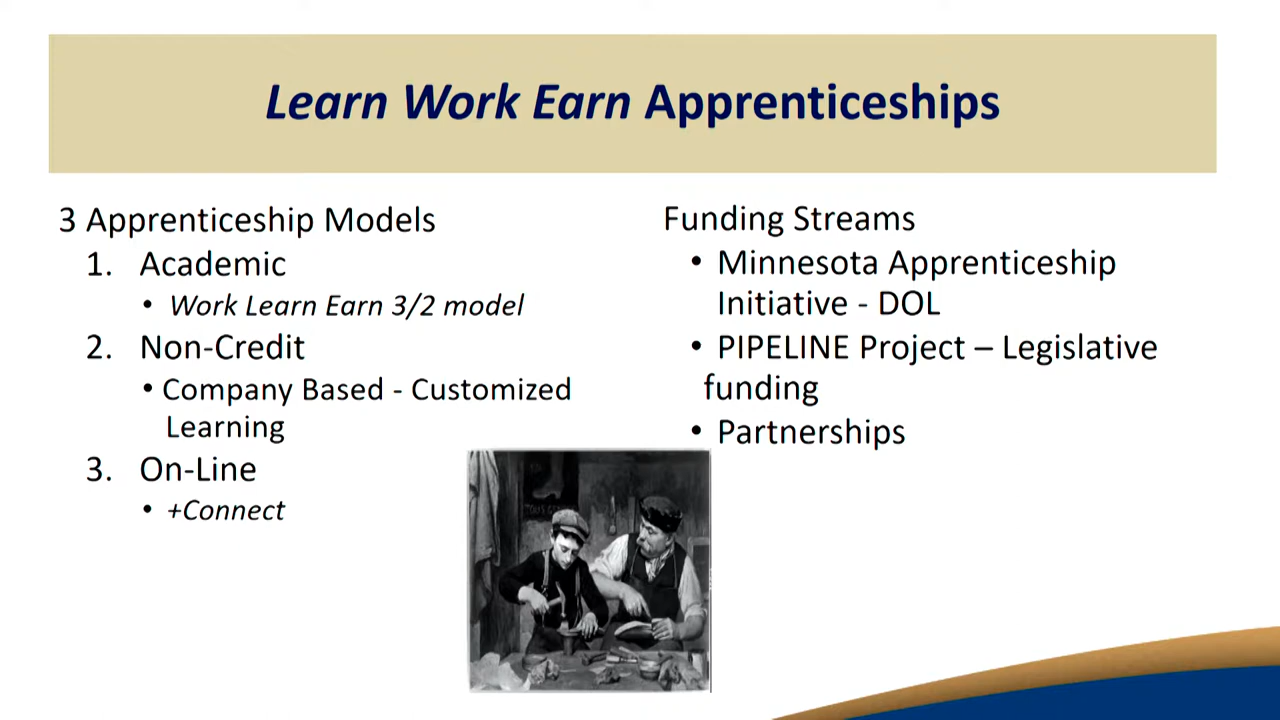 Learn Work Earn Apprenticeships
3 Apprenticeship Models
1. Academic
• Work Learn Earn 3/2 model
2. Non-Credit
• Company Based - Customized
Learning
3. On-Line
• +Connect
Funding Streams
• Minnesota Apprenticeship
Initiative - DOL
• PIPELINE Project – Legislative
funding
• Partnerships